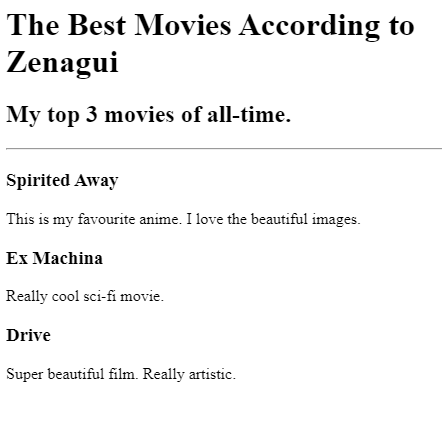 The Best Movies According to
Zenagui
My top 3 movies of all-time.
Spirited Away
This is my favourite anime. I love the beautiful images.
Ex Machina
Really cool sci-fi movie.
Drive
Super beautiful film. Really artistic.